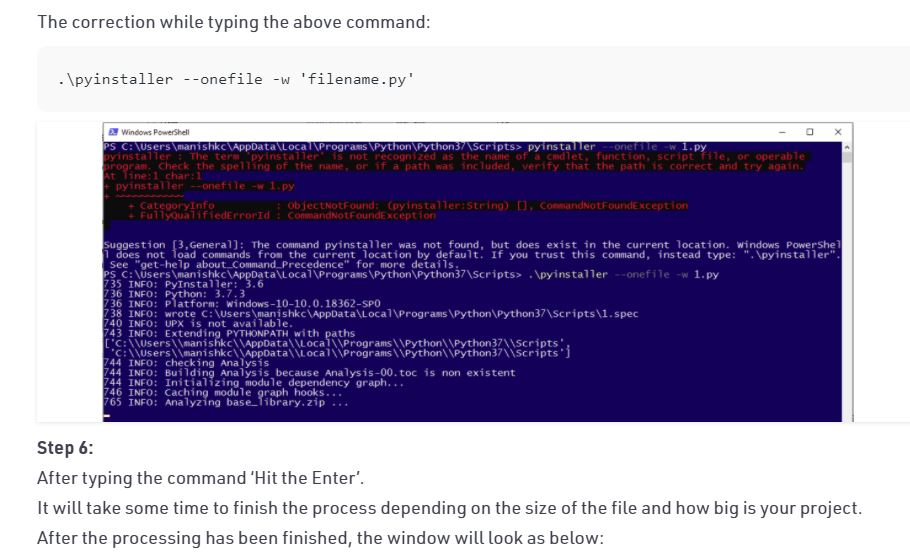 The correction while typing the above command:
.\pyinstaller --onefile -w 'filename.py'
Windows PowerShell
PS C:\Users\manishkc\AppData\Local\Programs\Python\Python37\Scripts> pyinstaller --onefile -w 1.py
pyinstaller : The term 'pyinstaller' is not recognized as the name of a cmdlet, function, script file, or operable
program. Check the spelling of the name, or if a path was included, verify that the path is correct and try again.
At line:1 char:1
+ pyinstaller --onefile -w 1.py
+ ~~~~~~~~~~~
+ CategoryInfo : ObjectNotFound: (pyinstaller:String) [], CommandNotFoundException
+ FullyQualifiedErrorId : CommandNotFoundException
Suggestion [3,General]: The command pyinstaller was not found, but does exist in the current location. Windows PowerShel
l does not load commands from the current location by default. If you trust this command, instead type: ".\pyinstaller".
See "get-help about_Command_Precedence" for more details.
PS C:\Users\manishkc\AppData\Local\Programs\Python\Python37\Scripts> .\pyinstaller --onefile -w 1.py
735 INFO: PyInstaller: 3.6
736 INFO: Python: 3.7.3
736 INFO: Platform: Windows-10-10.0.18362-SP0
738 INFO: wrote C:\Users\manishkc\AppData\Local\Programs\Python\Python37\Scripts\1.spec
740 INFO: UPX is not available.
743 INFO: Extending PYTHONPATH with paths
['C:\\Users\\manishkc\\AppData\\Local\\Programs\\Python\\Python37\\Scripts',
'C:\\Users\\manishkc\\AppData\\Local\\Programs\\Python\\Python37\\Scripts']
744 INFO: checking Analysis
744 INFO: Building Analysis because Analysis-00.toc is non existent
744 INFO: Initializing module dependency graph...
746 INFO: Caching module graph hooks...
765 INFO: Analyzing base_library.zip ...
Step 6:
After typing the command ‘Hit the Enter’.
It will take some time to finish the process depending on the size of the file and how big is your project.
After the processing has been finished, the window will look as below: